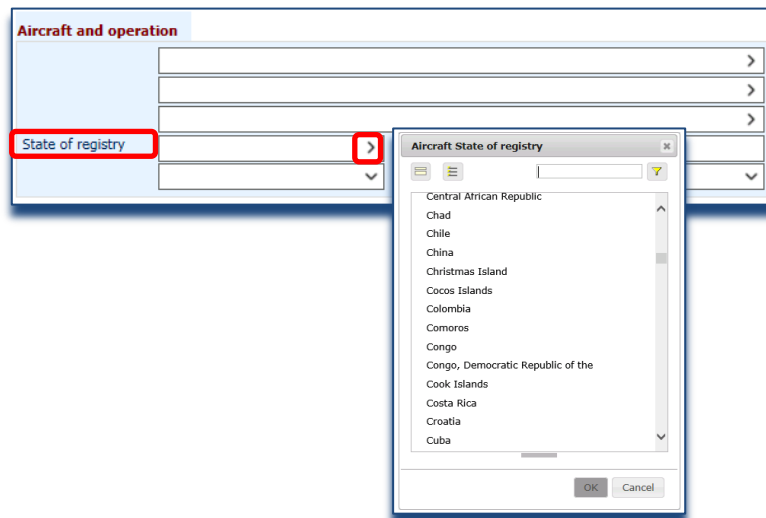 Aircraft and operation
State of registry
Aircraft State of registry
Central African Republic
Chad
Chile
China
Christmas Island
Cocos Islands
Colombia
Comoros
Congo
Congo, Democratic Republic of the
Cook Islands
Costa Rica
Croatia
Cuba
OK Cancel